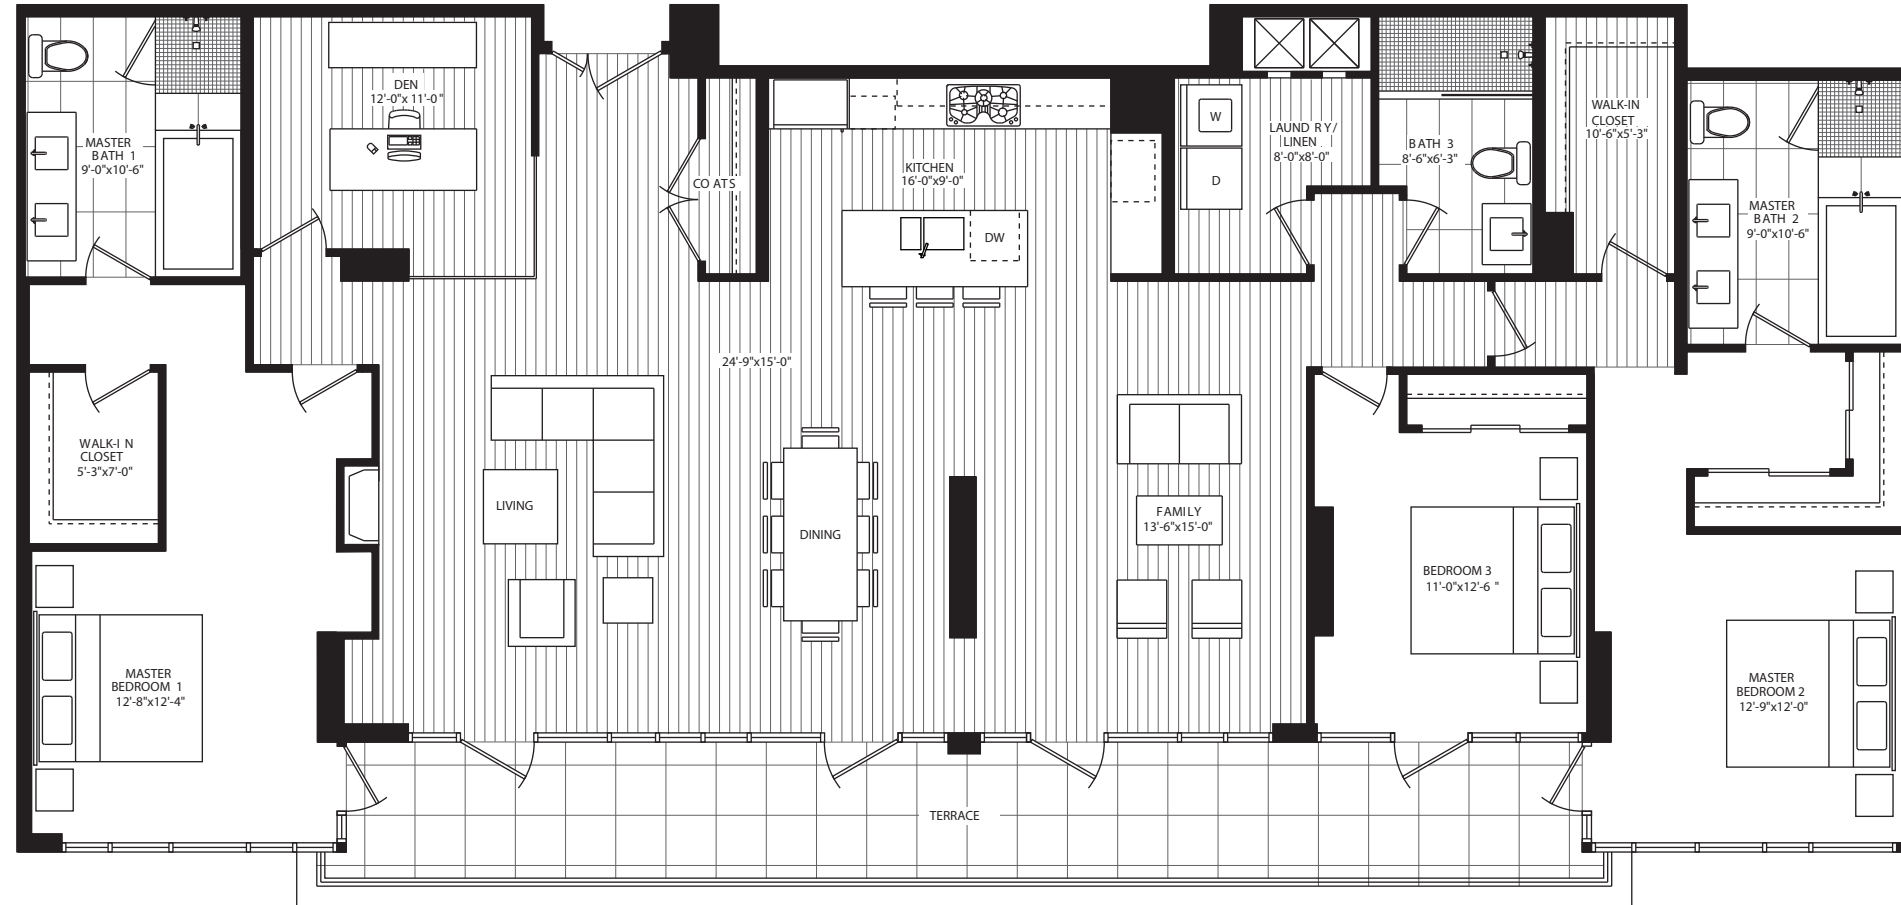 MASTER
BATH 1
9'-0"x10'-6"
DEN
12'-0"x 11'-0"
CO ATS
KITCHEN
16'-0"x9'-0"
DW
W
D
LAUND RY/
LINEN
8'-0"x8'-0"
BATH 3
8'-6"x6'-3"
WALK-IN
CLOSET
10'-6"x5'-3"
MASTER
BATH 2
9'-0"x10'-6"
24'-9"x15'-0"
WALK-I N
CLOSET
5'-3"x7'-0"
LIVING
DINING
FAMILY
13'-6"x15'-0"
BEDROOM 3
11'-0"x12'-6 "
MASTER
BEDROOM 1
12'-8"x12'-4"
MASTER
BEDROOM 2
12'-9"x12'-0"
TERRACE